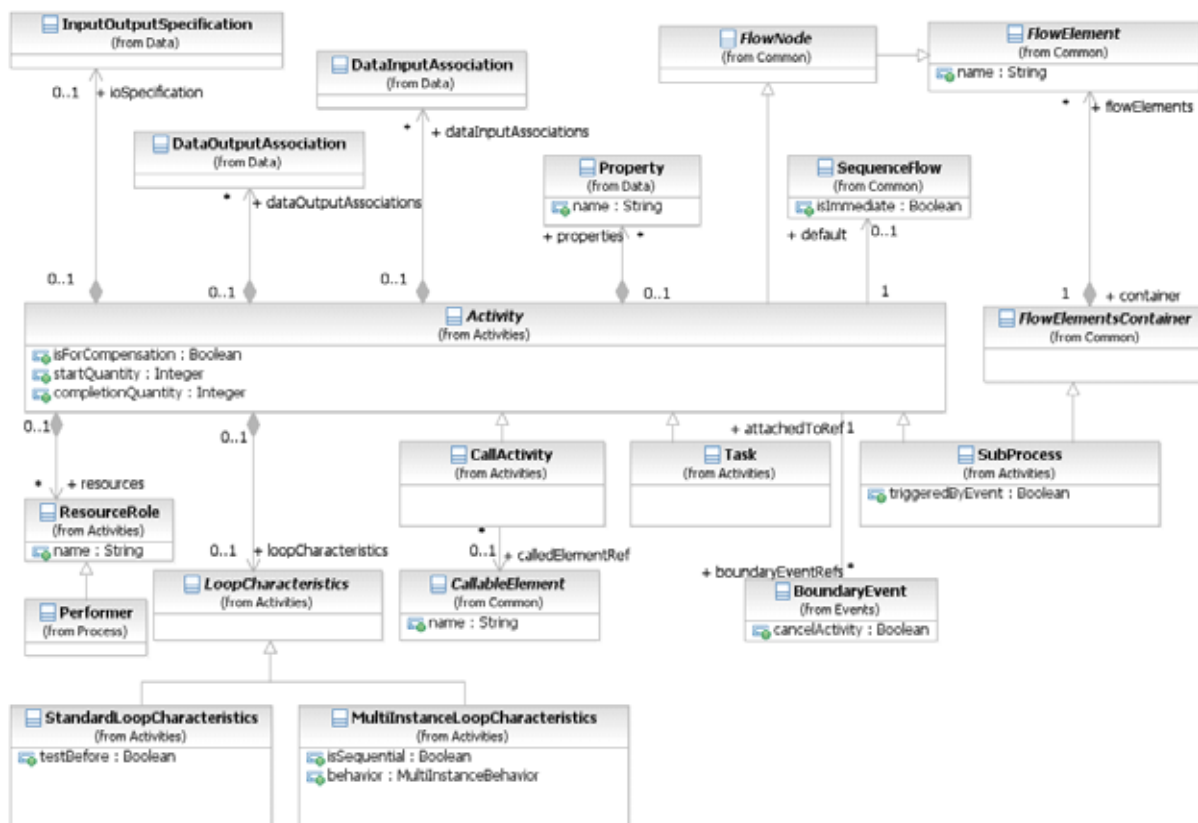 InputOutputSpecification
(from Data)
0..1
+ ioSpecification
DataInputAssociation
(from Data)
*
+ dataInputAssociations
FlowNode
(from Common)
FlowElement
(from Common)
name : String
*
+ flowElements
DataOutputAssociation
(from Data)
*
+ dataOutputAssociations
Property
(from Data)
name : String
+ properties
*
SequenceFlow
(from Common)
isImmediate : Boolean
+ default
0..1
0..1
0..1
0..1
0..1
1
1
+ container
Activity
(from Activities)
isForCompensation : Boolean
startQuantity : Integer
completionQuantity : Integer
FlowElementsContainer
(from Common)
0..1
0..1
+ attachedToRef
1
CallActivity
(from Activities)
Task
(from Activities)
SubProcess
(from Activities)
triggeredByEvent : Boolean
*
+ resources
ResourceRole
(from Activities)
name : String
0..1
+ loopCharacteristics
*
0..1
+ calledElementRef
+ boundaryEventRefs
*
Performer
(from Process)
LoopCharacteristics
(from Activities)
CallableElement
(from Common)
name : String
BoundaryEvent
(from Events)
cancelActivity : Boolean
StandardLoopCharacteristics
(from Activities)
testBefore : Boolean
MultiInstanceLoopCharacteristics
(from Activities)
isSequential : Boolean
behavior : MultiInstanceBehavior